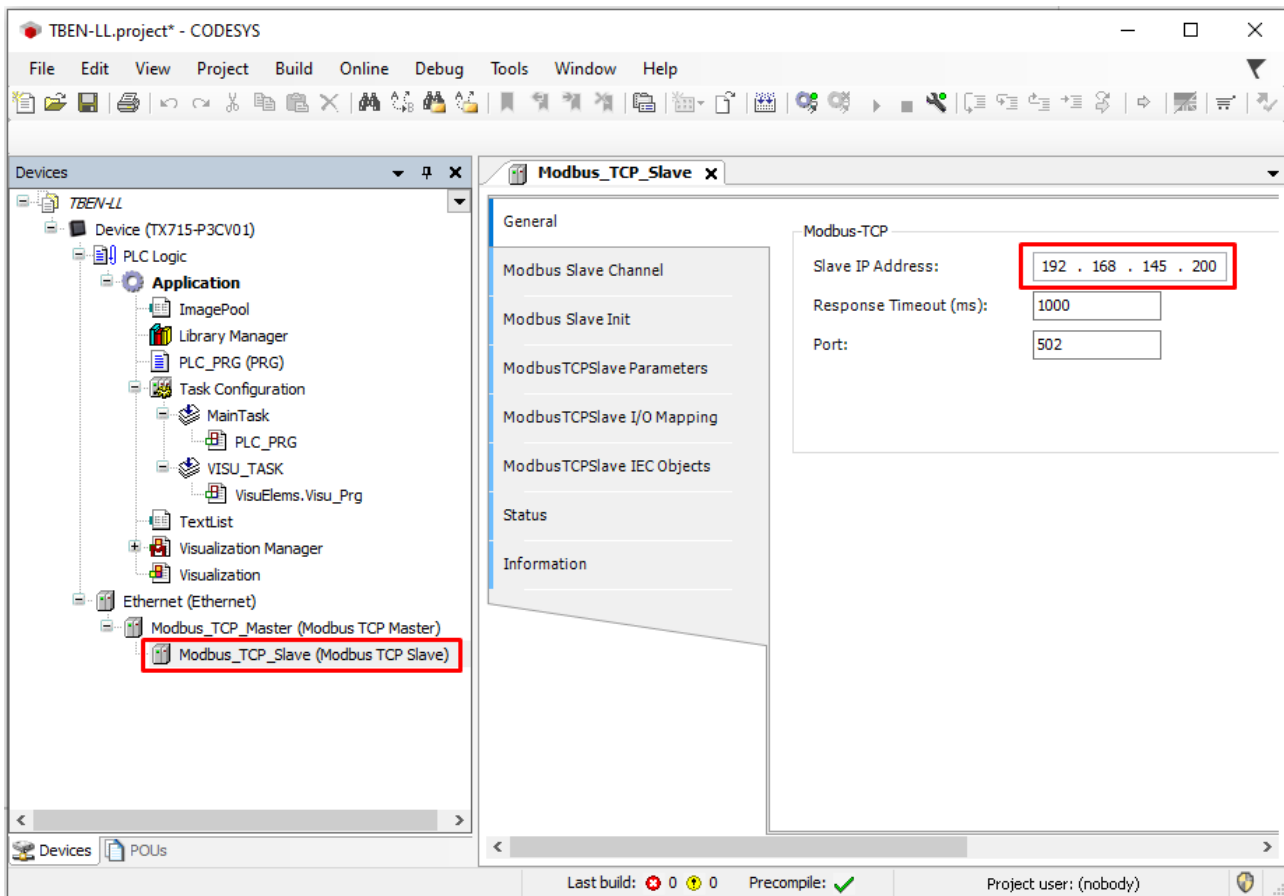 TBEN-LL.project* - CODESYS
File Edit View Project Build Online Debug Tools Window Help
Devices
TBEN-LL
Device (TX715-P3CV01)
PLC Logic
Application
ImagePool
Library Manager
PLC_PRG (PRG)
Task Configuration
MainTask
PLC_PRG
VISU_TASK
VisuElems.Visu_Prg
TextList
Visualization Manager
Visualization
Ethernet (Ethernet)
Modbus_TCP_Master (Modbus TCP Master)
Modbus_TCP_Slave (Modbus TCP Slave)
Devices POUs
Modbus_TCP_Slave
General
Modbus Slave Channel
Modbus Slave Init
ModbusTCPSlave Parameters
ModbusTCPSlave I/O Mapping
ModbusTCPSlave IEC Objects
Status
Information
Modbus-TCP
Slave IP Address: 192 . 168 . 145 . 200
Response Timeout (ms): 1000
Port: 502
Last build: 0 0 Precompile: Project user: (nobody)